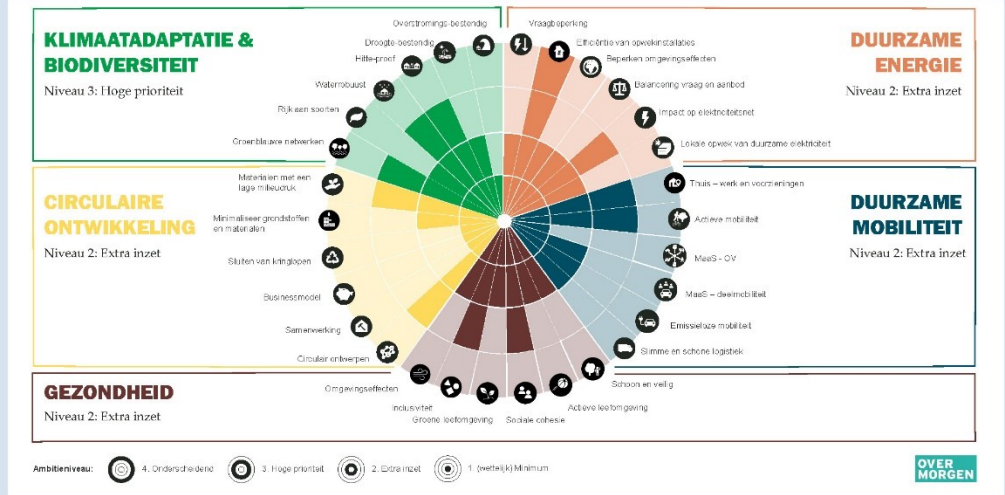 KLIMAATADAPTATIE &
BIODIVERSITEIT
Niveau 3: Hoge prioriteit
DUURZAME
ENERGIE
Niveau 2: Extra inzet
CIRCULAIRE
ONTWIKKELING
Niveau 2: Extra inzet
DUURZAME
MOBILITEIT
Niveau 2: Extra inzet
GEZONDHEID
Niveau 2: Extra inzet
Overstromings-bestendig
Droogte-bestendig
Hitte-proof
Waterrobuust
Rijk aan soorten
Groenblauwe netwerken
Materialen met een
lage milieudruk
Minimaliseer grondstoffen
en materialen
Sluiten van kringlopen
Businessmodel
Samenwerking
Circulair ontwerpen
Omgevingseffecten
Inclusiviteit
Groene leefomgeving
Sociale cohesie
Actieve leefomgeving
Schoon en veilig
Vraagbeperking
Efficiëntie van opwekinstallaties
Beperken omgevingseffecten
Balancering vraag en aanbod
Impact op elektriciteitsnet
Lokale opwek van duurzame elektriciteit
Thuis – werk en voorzieningen
Actieve mobiliteit
MaaS - OV
MaaS – deelmobiliteit
Emissieloze mobiliteit
Slimme en schone logistiek
Ambitieniveau:
4. Onderscheidend
3. Hoge prioriteit
2. Extra inzet
1. (wettelijk) Minimum
OVER
MORGEN